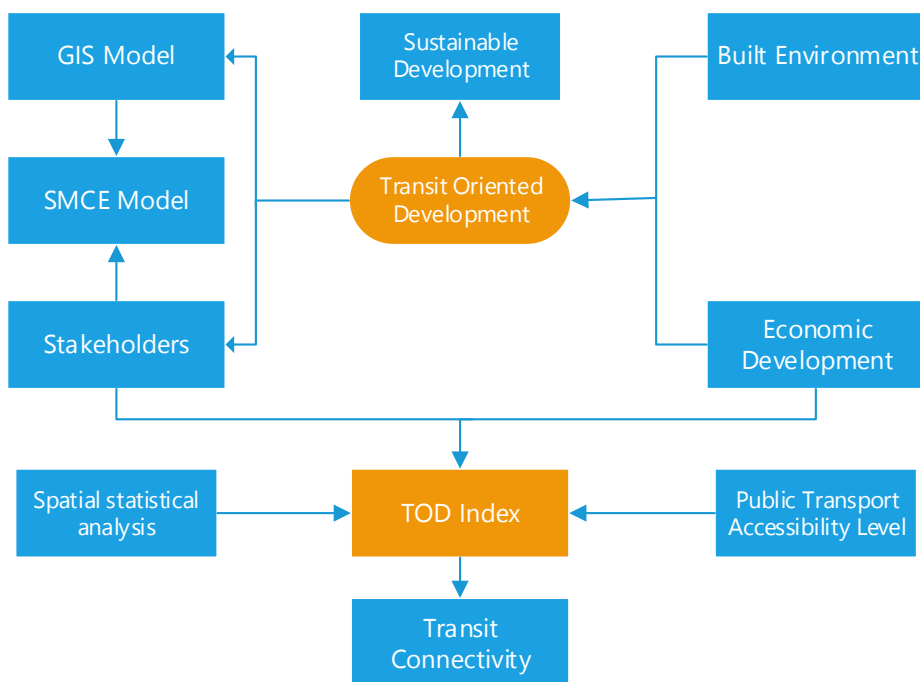 GIS Model
Sustainable
Development
Built Environment
SMCE Model
Transit Oriented
Development
Stakeholders
Economic
Development
Spatial statistical
analysis
TOD Index
Public Transport
Accessibility Level
Transit
Connectivity